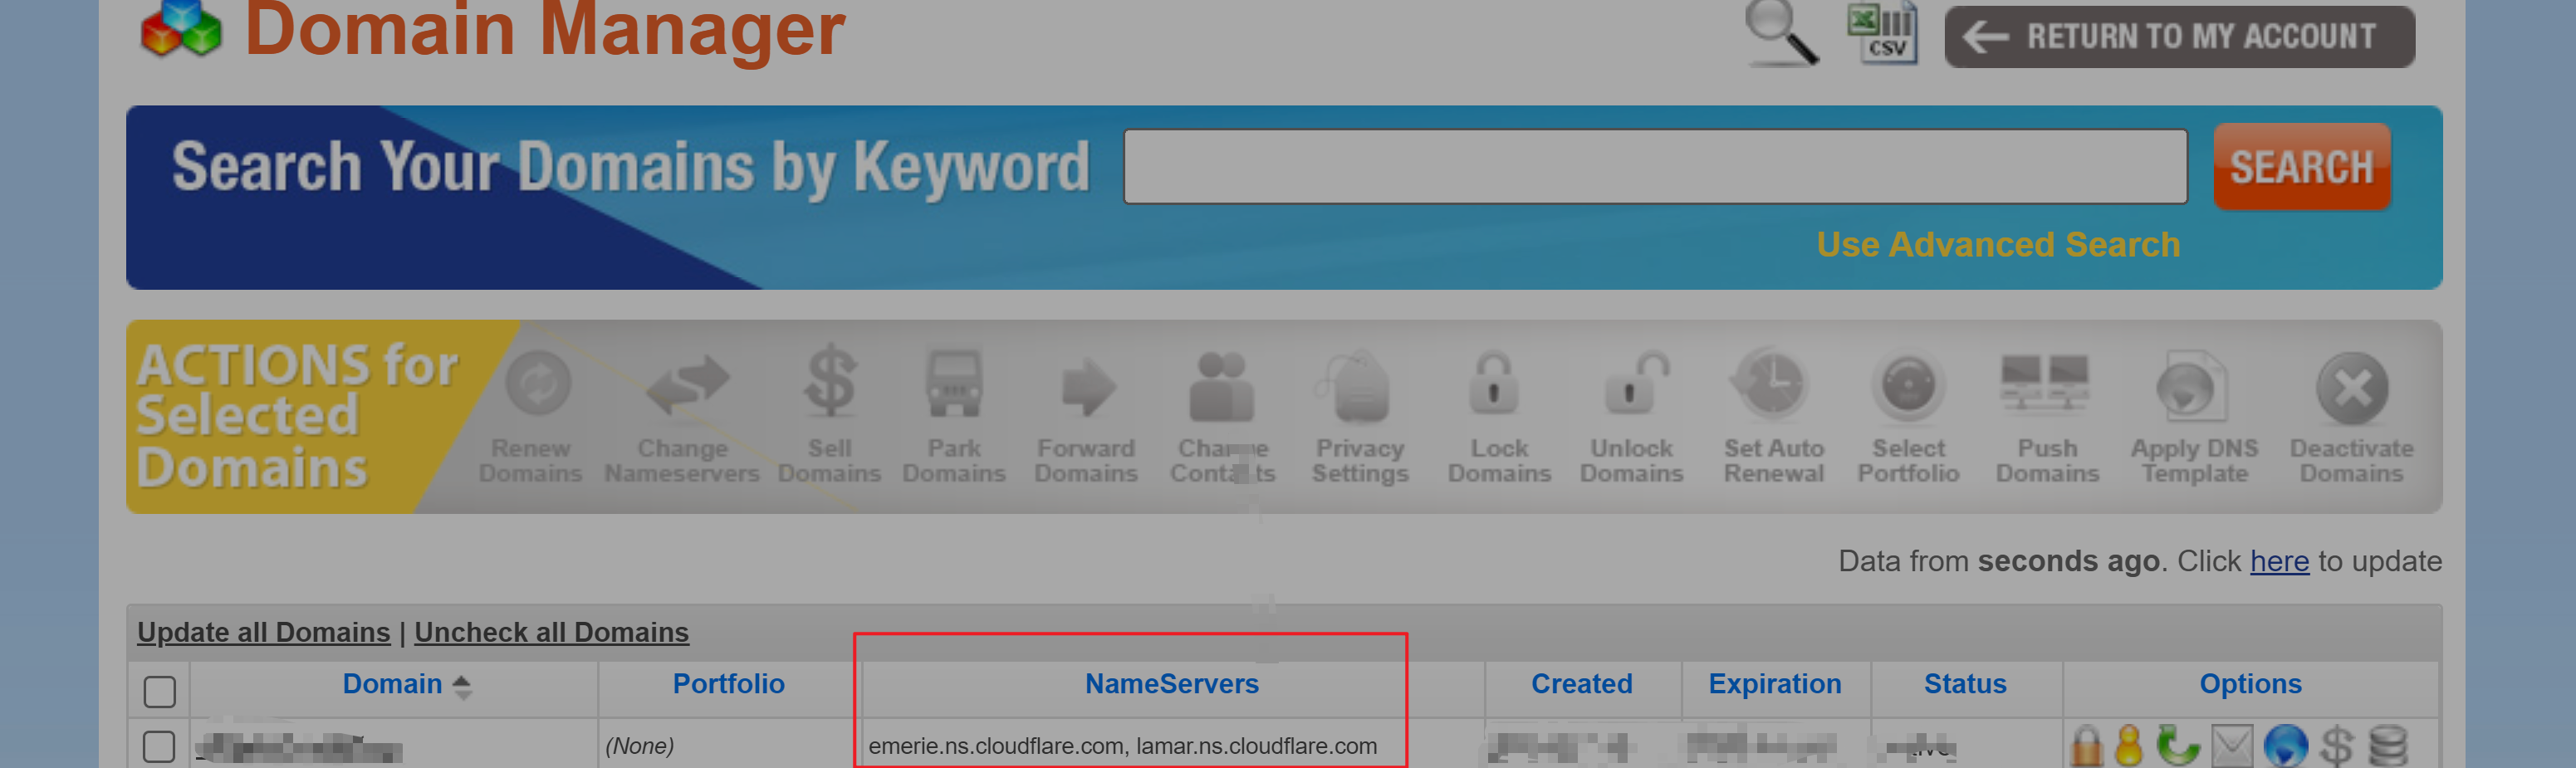 Domain Manager
CSV
RETURN TO MY ACCOUNT
Search Your Domains by Keyword
SEARCH
Use Advanced Search
ACTIONS for
Selected
Domains
Renew
Domains
Change
Nameservers
Sell
Domains
Park
Domains
Forward
Domains
Change
Contacts
Privacy
Settings
Lock
Domains
Unlock
Domains
Set Auto
Renewal
Select
Portfolio
Push
Domains
Apply DNS
Template
Deactivate
Domains
Data from seconds ago. Click here to update
Update all Domains | Uncheck all Domains
Domain Portfolio NameServers Created Expiration Status Options
(None) emerie.ns.cloudflare.com, lamar.ns.cloudflare.com